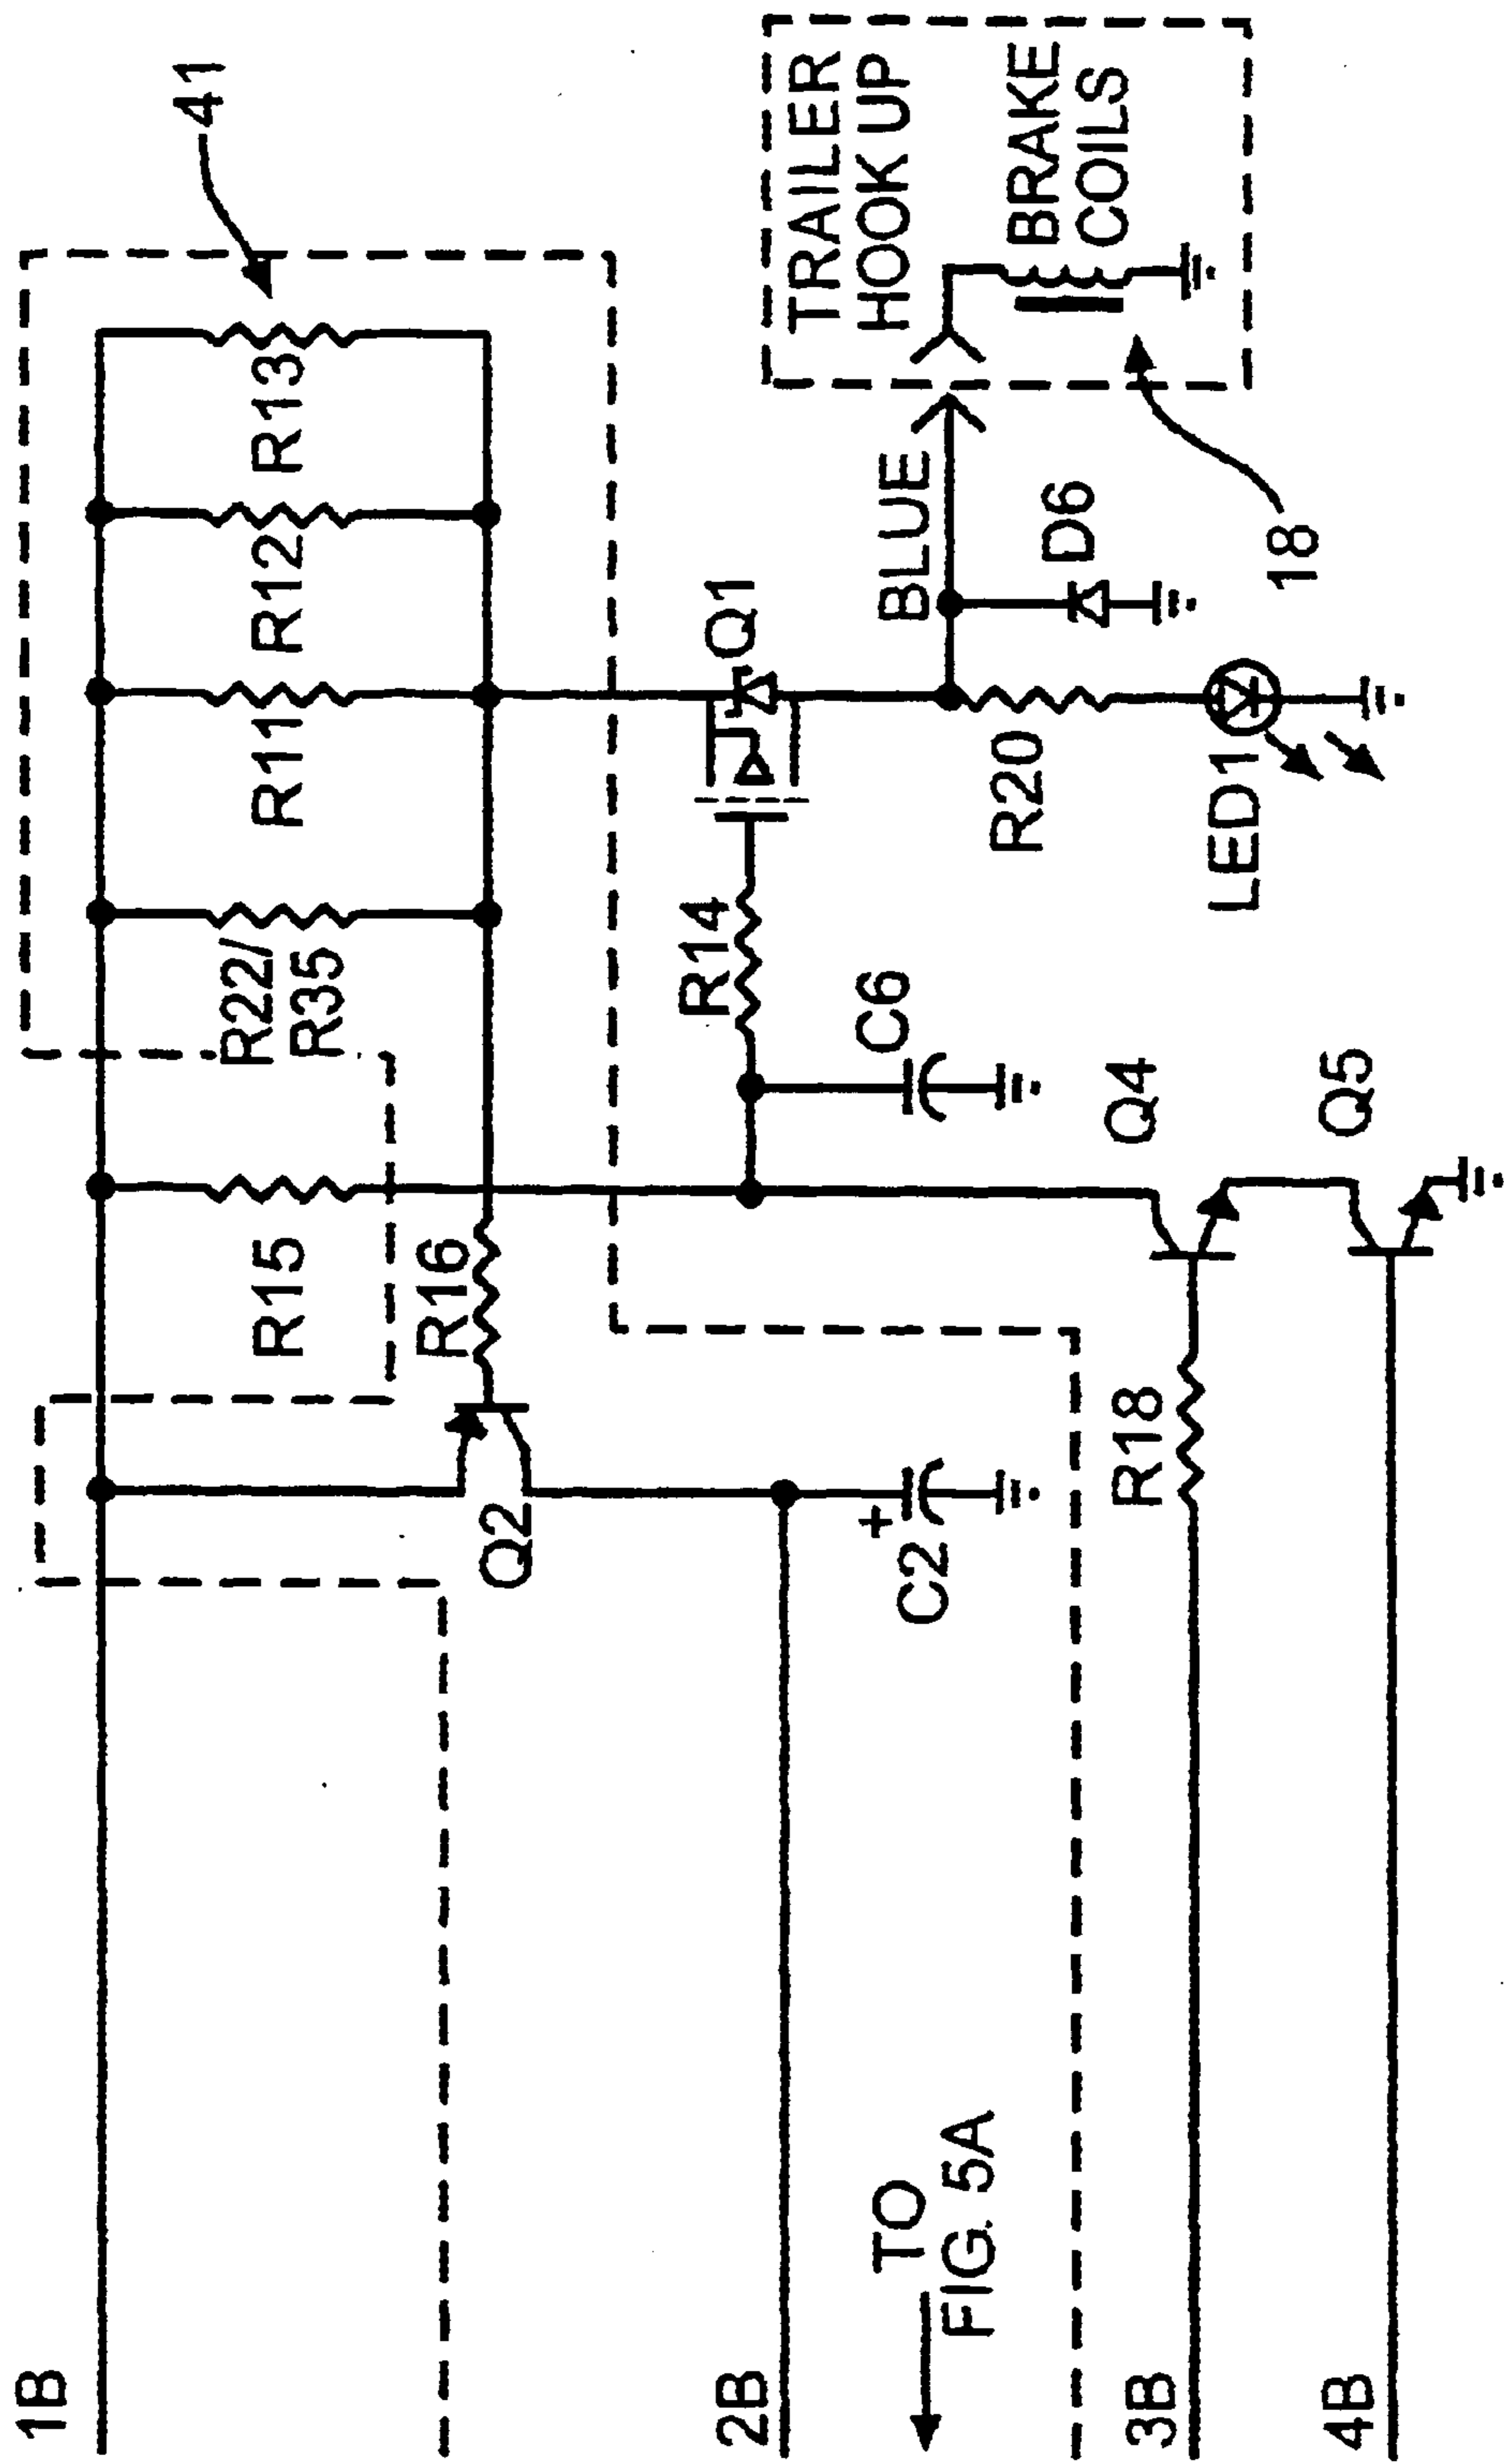 41
R13
R12
R11
R22/
R35
R15
R16
Q2
C2
+
Q1
R14
C6
R20
LED1
BLUE
D6
18
TRAILER
HOOK UP
BRAKE
COILS
Q4
Q5
R18
1B
2B
3B
4B
TO
FIG. 5A